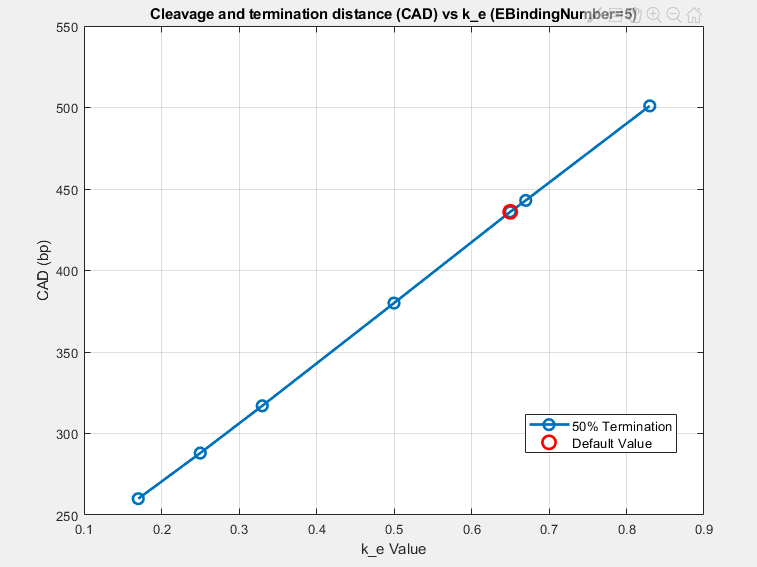 Cleavage and termination distance (CAD) vs k_e (EBindingNumber=5)
550
500
450
400
350
300
250
CAD (bp)
50% Termination
Default Value
0.1 0.2 0.3 0.4 0.5 0.6 0.7 0.8 0.9
k_e Value